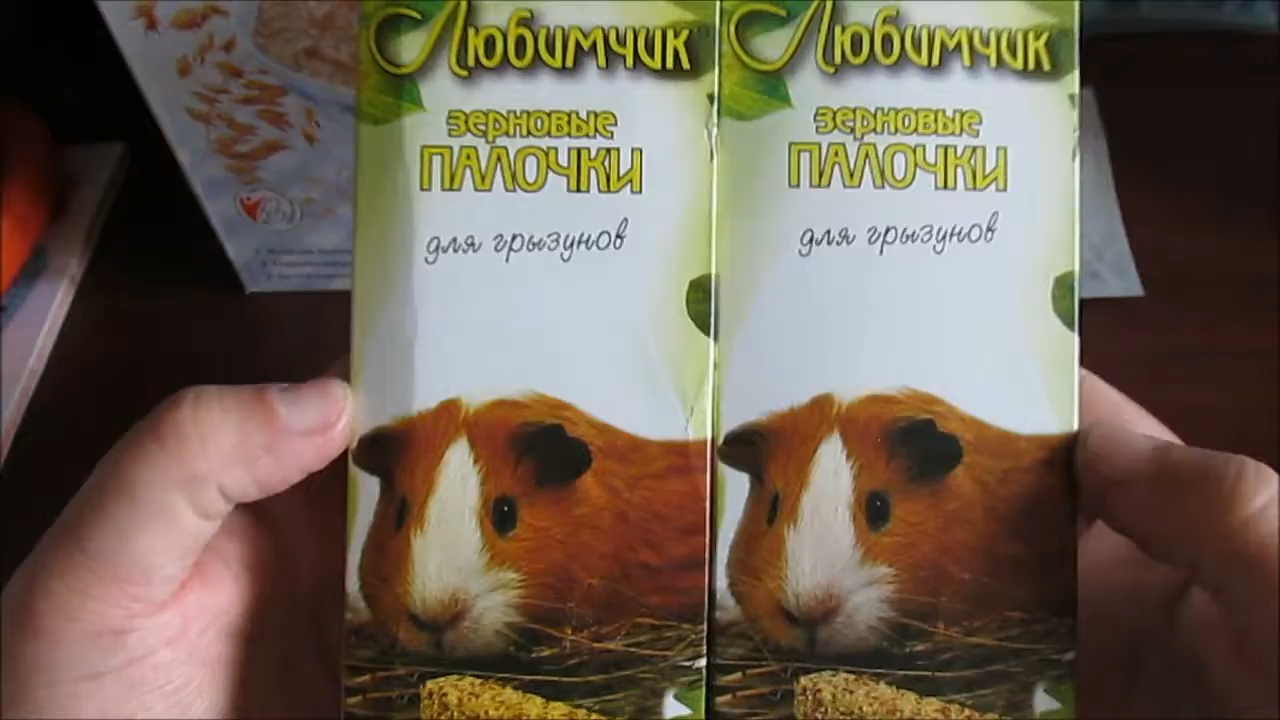 Любимчик
зерновые
ПАЛОЧКИ
для грызунов
Любимчик
зерновые
ПАЛОЧКИ
для грызунов